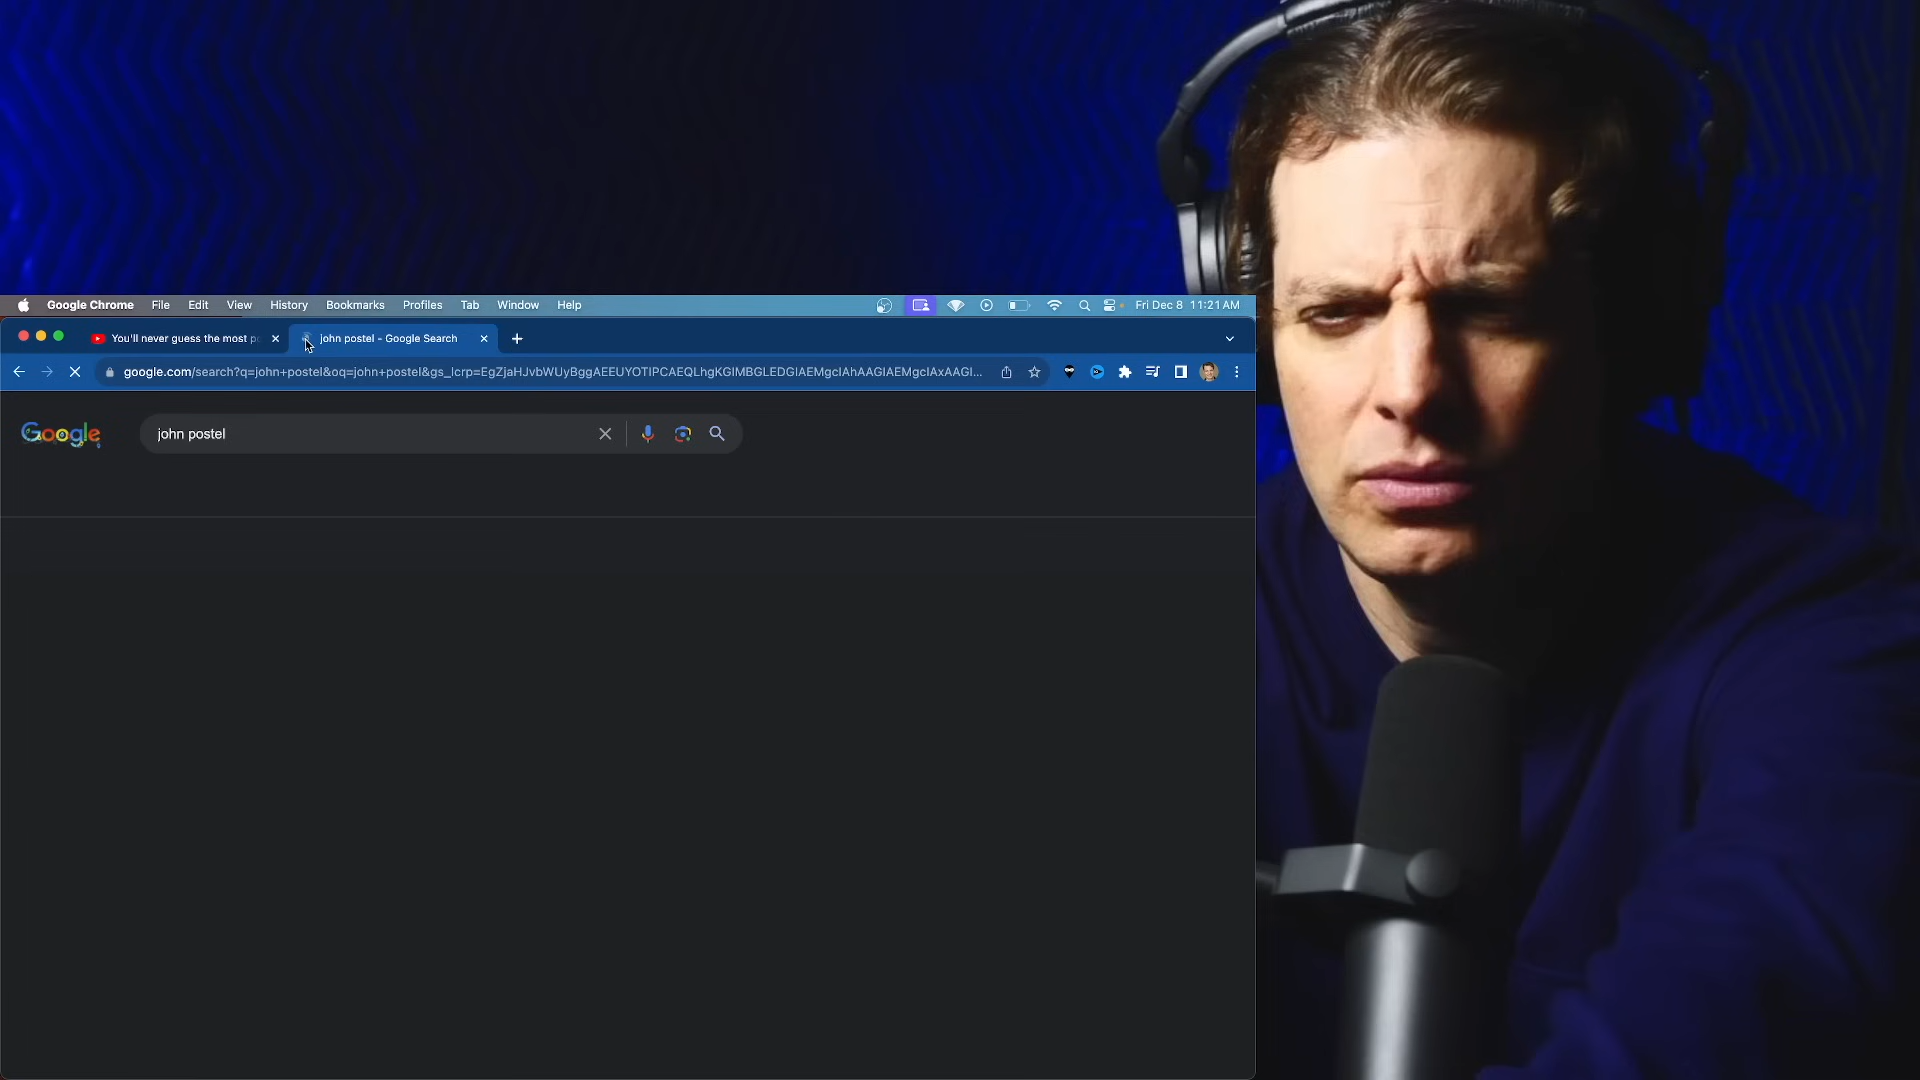 Google Chrome File Edit View History Bookmarks Profiles Tab Window Help Fri Dec 8 11:21 AM
You'll never guess the most john postel - Google Search
google.com/search?q=john+postel&oq=john+postel&gs_lcrp=EgZjaHJvbWUyBggAEEUYOTIPCAEQLhgKGIMBGLEDGIAEMgcIAhAAGIAEMgcIAxAAGI...
Google john postel